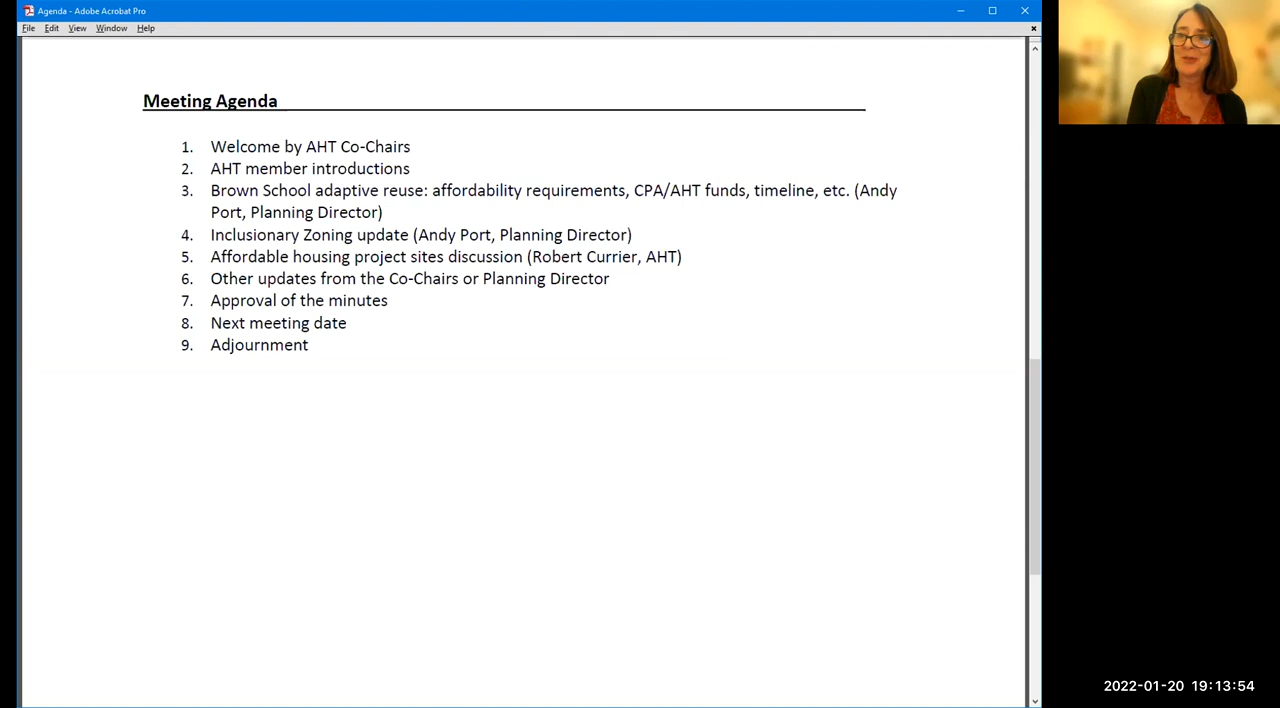 Agenda - Adobe Acrobat Pro
File Edit View Window Help
Meeting Agenda
1. Welcome by AHT Co-Chairs
2. AHT member introductions
3. Brown School adaptive reuse: affordability requirements, CPA/AHT funds, timeline, etc. (Andy
Port, Planning Director)
4. Inclusionary Zoning update (Andy Port, Planning Director)
5. Affordable housing project sites discussion (Robert Currier, AHT)
6. Other updates from the Co-Chairs or Planning Director
7. Approval of the minutes
8. Next meeting date
9. Adjournment
2022-01-20 19:13:54